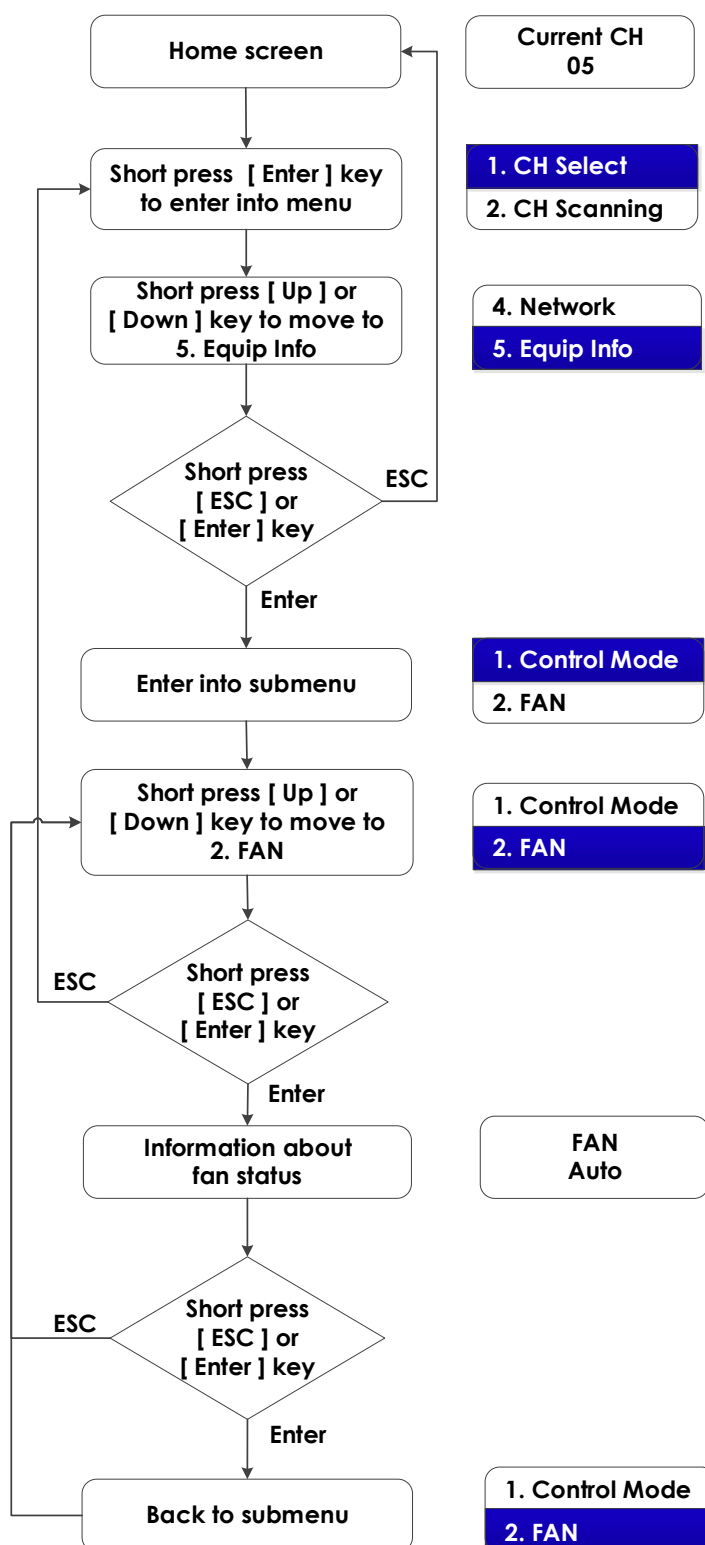 Home screen
Current CH
05
Short press [ Enter ] key
to enter into menu
1. CH Select
2. CH Scanning
Short press [ Up ] or
[ Down ] key to move to
5. Equip Info
4. Network
5. Equip Info
Short press
[ ESC ] or
[ Enter ] key
ESC
Enter
Enter into submenu
1. Control Mode
2. FAN
Short press [ Up ] or
[ Down ] key to move to
2. FAN
1. Control Mode
2. FAN
ESC
Short press
[ ESC ] or
[ Enter ] key
Enter
Information about
fan status
FAN
Auto
ESC
Short press
[ ESC ] or
[ Enter ] key
Enter
Back to submenu
1. Control Mode
2. FAN